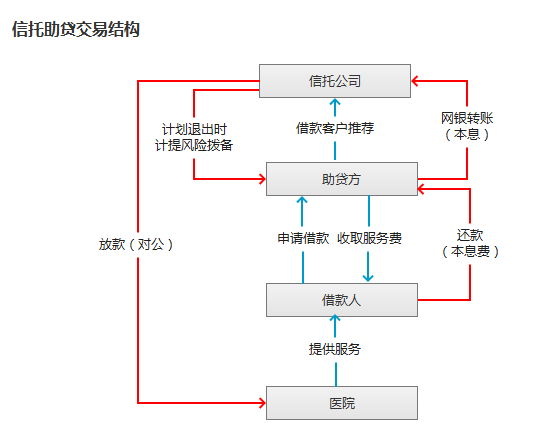 信托助贷交易结构
信托公司
计划退出时
计提风险拨备
借款客户推荐
网银转账
（本息）
助贷方
放款（对公）
申请借款
收取服务费
还款
（本息费）
借款人
提供服务
医院